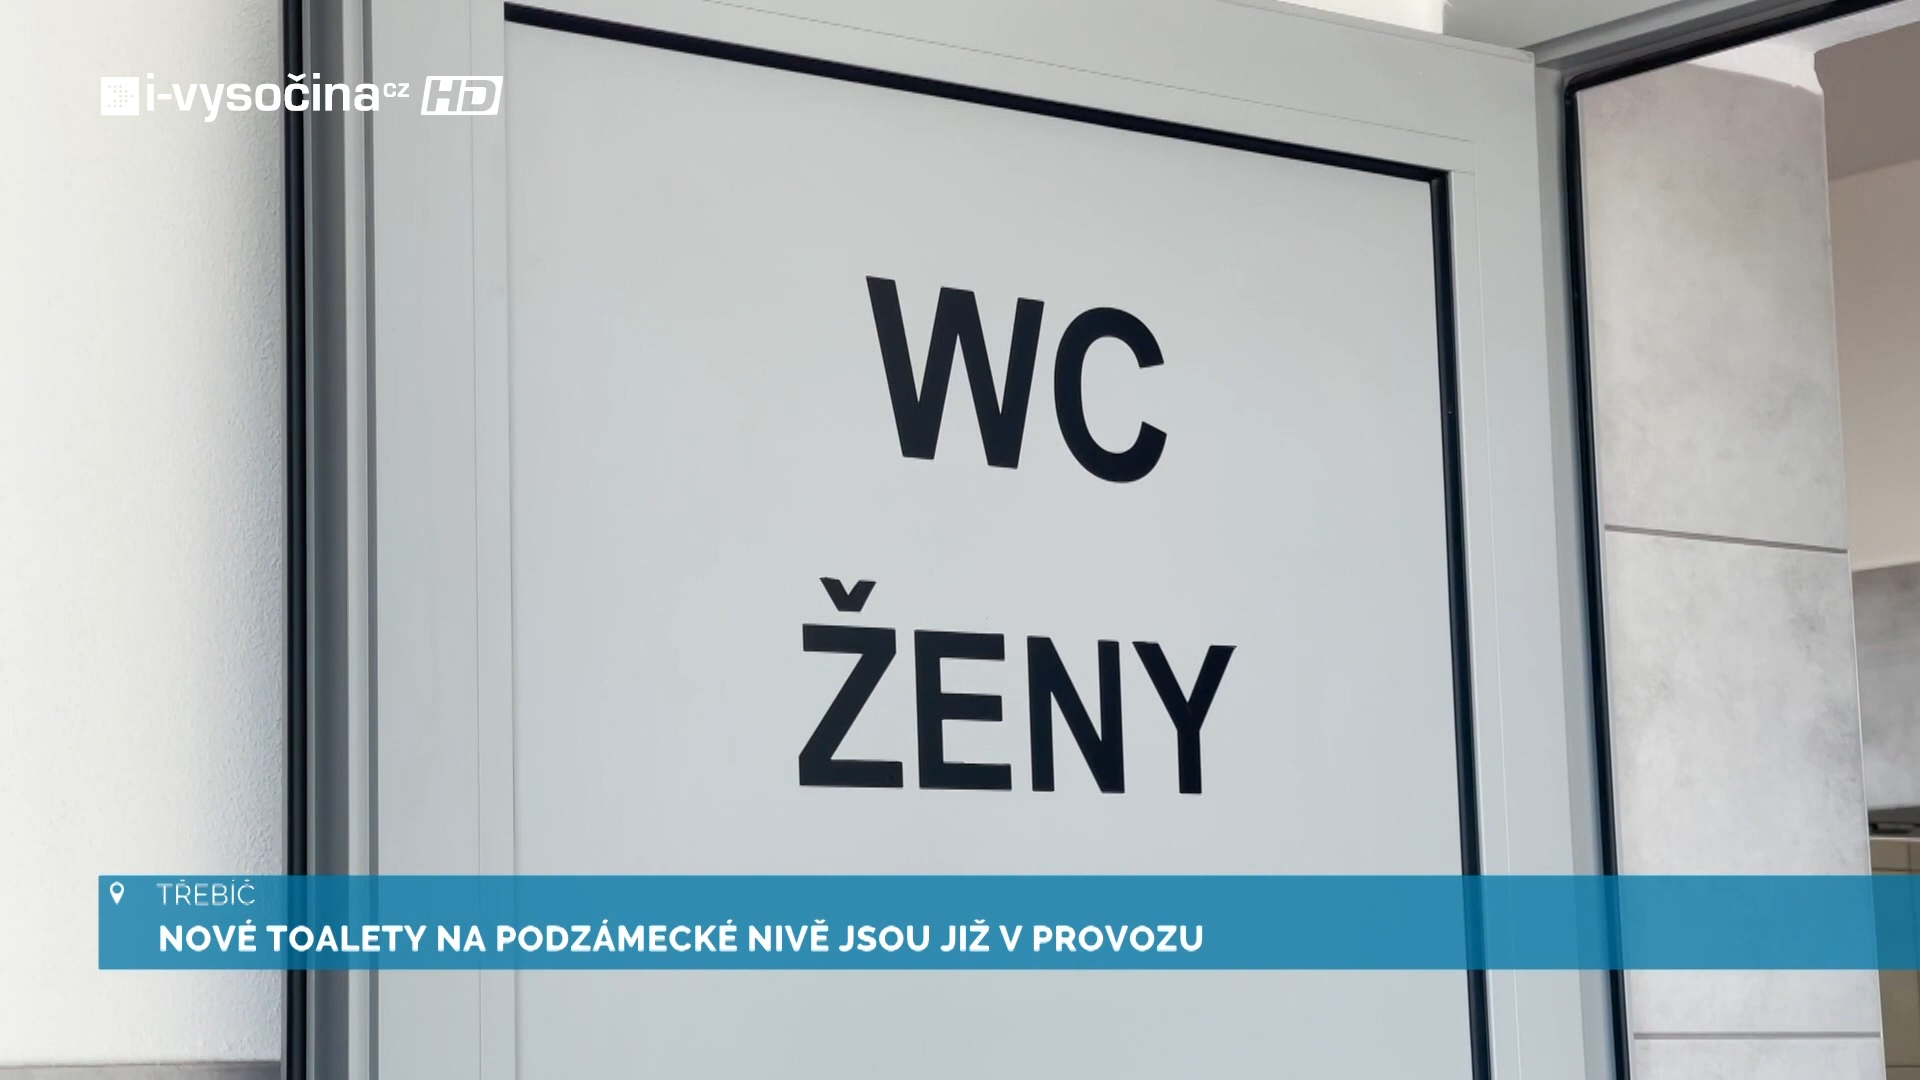 i-vysočina.cz HD
WC
ŽENY
TŘEBÍČ
NOVÉ TOALETY NA PODZÁMECKÉ NIVĚ JSOU JIŽ V PROVOZU